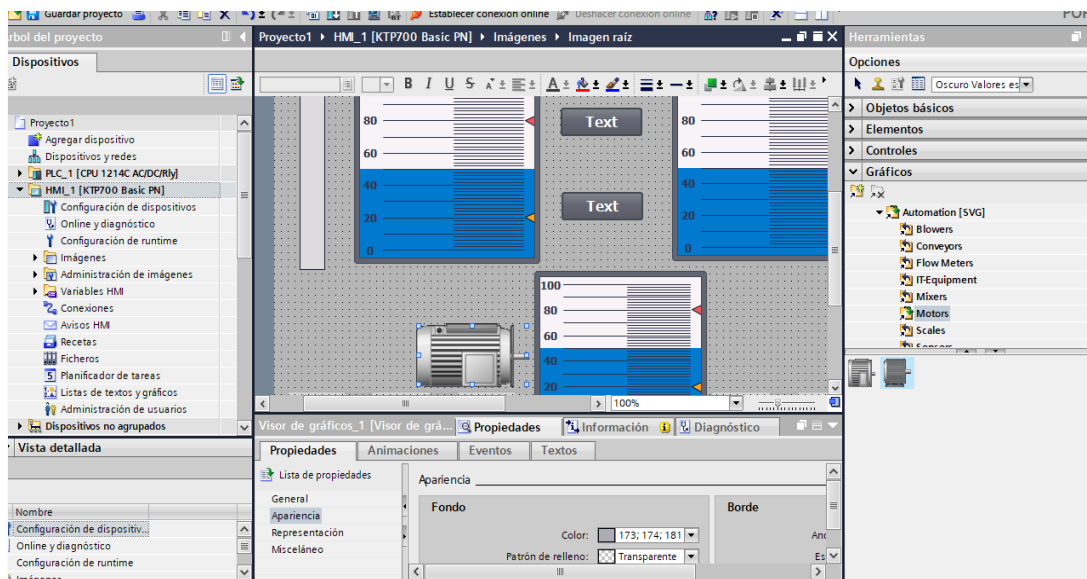 Guardar proyecto
Establecer conexión online
Deshacer conexión online
rbol del proyecto
Proyecto1 HMI_1 [KTP700 Basic PN] Imágenes Imagen raíz
Herramientas
Dispositivos
Opciones
B I U S A
Oscuro Valores es
Objetos básicos
Elementos
Controles
Gráficos
Automation [SVG]
Blowers
Conveyors
Flow Meters
IT-Equipment
Mixers
Motors
Scales
Proyecto1
Agregar dispositivo
Dispositivos y redes
PLC_1 [CPU 1214C AC/DC/Rly]
HMI_1 [KTP700 Basic PN]
Configuración de dispositivos
Online y diagnóstico
Configuración de runtime
Imágenes
Administración de imágenes
Variables HMI
Conexiones
Avisos HMI
Recetas
Ficheros
Planificador de tareas
Listas de textos y gráficos
Administración de usuarios
Dispositivos no agrupados
80
60
40
20
0
Text
Text
80
60
40
20
0
100
80
60
40
20
100%
Visor de gráficos_1 [Visor de grá...
Propiedades
Información
Diagnóstico
Propiedades
Animaciones
Eventos
Textos
Lista de propiedades
General
Apariencia
Representación
Misceláneo
Apariencia
Fondo
Color:
173; 174; 181
Patrón de relleno:
Transparente
Borde
Vista detallada
Nombre
Configuración de dispositiv...
Online y diagnóstico
Configuración de runtime